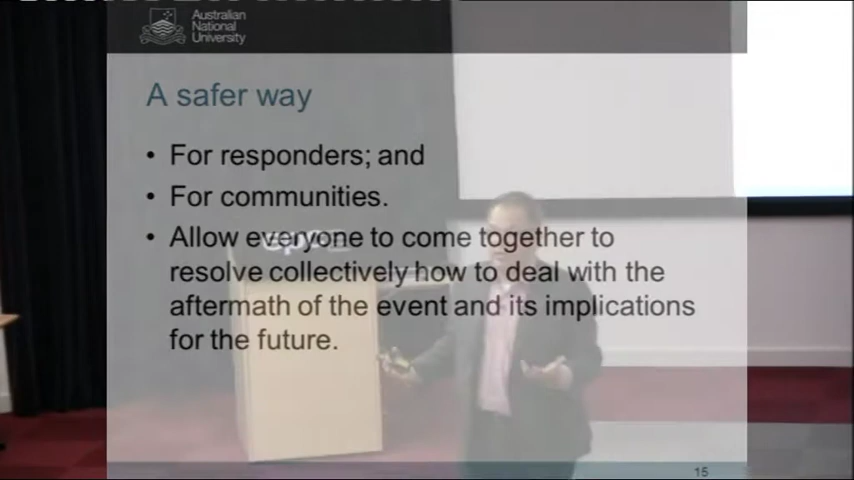 Australian
National
University
A safer way
• For responders; and
• For communities.
• Allow everyone to come together to
resolve collectively how to deal with the
aftermath of the event and its implications
for the future.
15